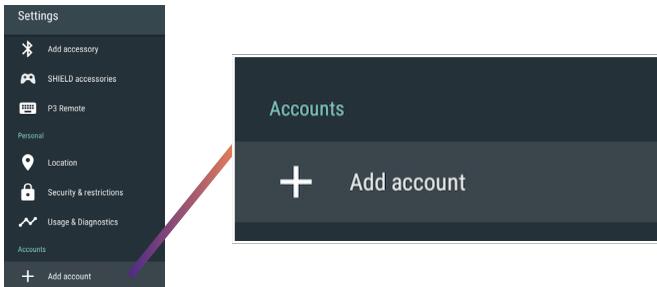 Settings
Add accessory
SHIELD accessories
P3 Remote
Personal
Location
Security & restrictions
Usage & Diagnostics
Accounts
Add account
Accounts
Add account